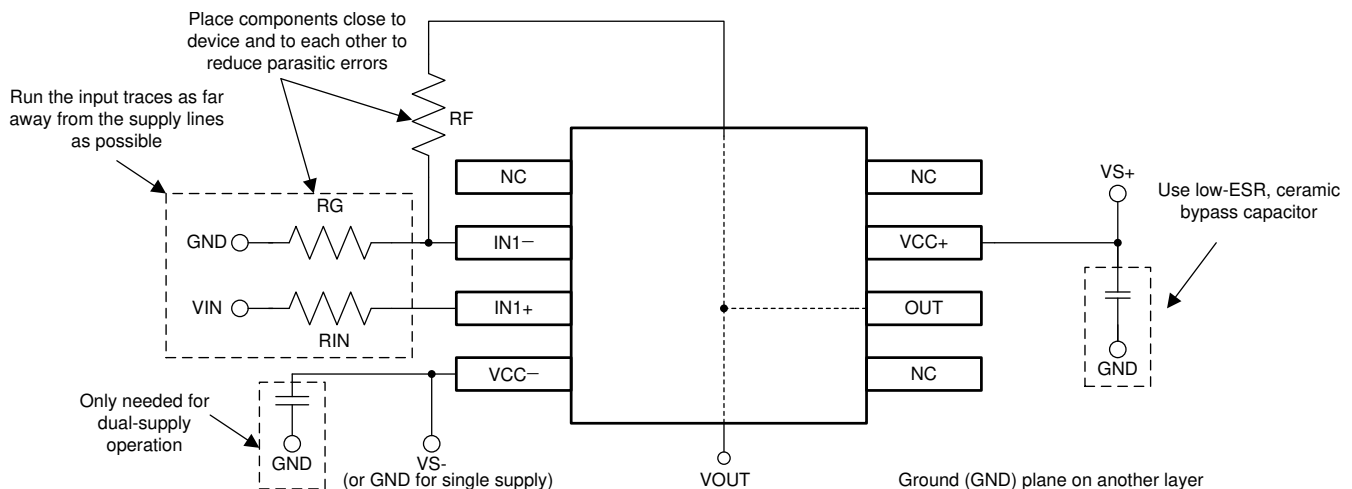 Place components close to
device and to each other to
reduce parasitic errors
Run the input traces as far
away from the supply lines
as possible
RF
NC
NC
VS+
Use low-ESR, ceramic
bypass capacitor
RG
GND
IN1−
VCC+
VIN
IN1+
OUT
RIN
GND
VCC−
NC
Only needed for
dual-supply
operation
GND
VS-
(or GND for single supply)
VOUT
Ground (GND) plane on another layer